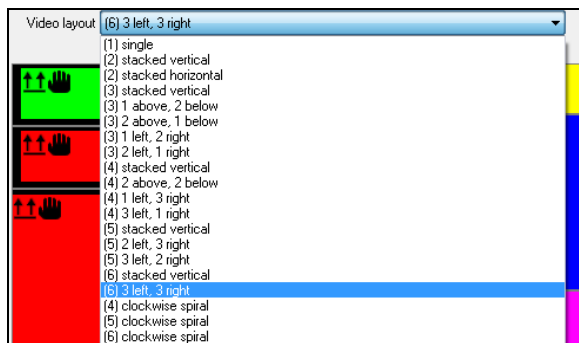 Video layout (6) 3 left, 3 right
(1) single
(2) stacked vertical
(2) stacked horizontal
(3) stacked vertical
(3) 1 above, 2 below
(3) 2 above, 1 below
(3) 1 left, 2 right
(3) 2 left, 1 right
(4) stacked vertical
(4) 2 above, 2 below
(4) 1 left, 3 right
(4) 3 left, 1 right
(5) stacked vertical
(5) 2 left, 3 right
(5) 3 left, 2 right
(6) stacked vertical
(6) 3 left, 3 right
(4) clockwise spiral
(5) clockwise spiral
(6) clockwise spiral